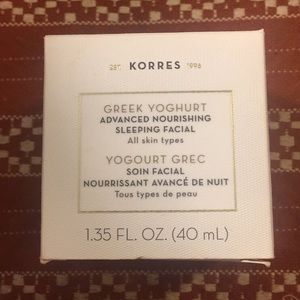 EST. KORRES 1996
GREEK YOGHURT
ADVANCED NOURISHING
SLEEPING FACIAL
All skin types
YOGOURT GREC
SOIN FACIAL
NOURRISSANT AVANCÉ DE NUIT
Tous types de peau
1.35 FL. OZ. (40 mL)